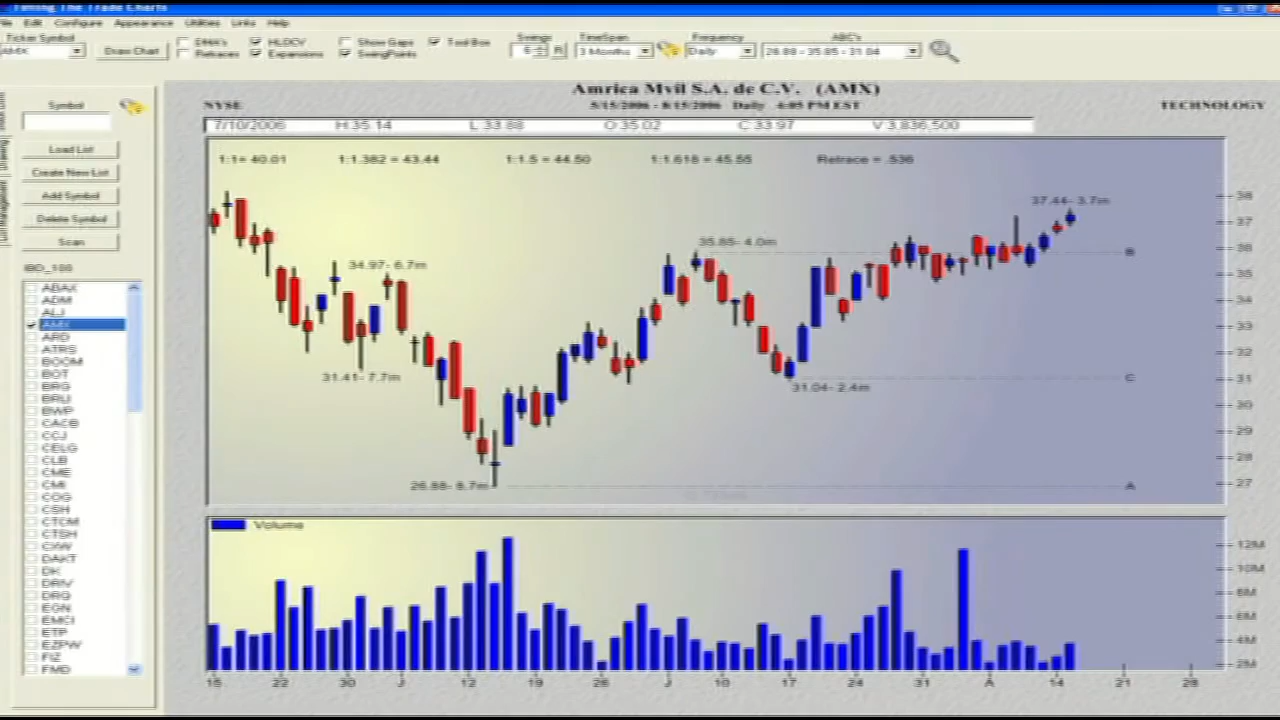 Timing The Trade Charts
File Edit Configure Appearance Utilities Links Help
Ticker Symbol
AMX
Draw Chart
DMA's
Retraces
HLOCV
Expansions
Show Gaps
SwingPoints
Tool Box
Swings
6
R
TimeSpan
3 Months
Frequency
Daily
ABC's
26.88 - 35.85 - 31.04
Amrica Mvil S.A. de C.V. (AMX)
NYSE
5/15/2006 - 8/15/2006 Daily 4:05 PM EST
TECHNOLOGY
7/10/2006 H:35.14 L:33.88 O:35.02 C:33.97 V:3,836,500
1:1= 40.01 1:1.382 = 43.44 1:1.5 = 44.50 1:1.618 = 45.55 Retrace = .536
37.44- 3.7m
35.85- 4.0m
34.97- 6.7m
31.41- 7.7m
31.04- 2.4m
26.88- 8.7m
B
C
A
38
37
36
35
34
33
32
31
30
29
28
27
Volume
12M
10M
8M
6M
4M
2M
15 22 30 J 12 19 26 J 10 17 24 31 A 14 21 28
Symbol
Load List
Create New List
Add Symbol
Delete Symbol
Scan
IBD_100
ABAX
ADM
ALJ
AMX
ARD
ATRS
BOOM
BOT
BRG
BRLI
BWP
CACB
CCJ
CELG
CLB
CME
CMI
COG
CSH
CTCM
CTSH
CXW
DAKT
DK
DRIV
DRQ
EGN
EMCI
ETP
EZPW
FIZ
FMD